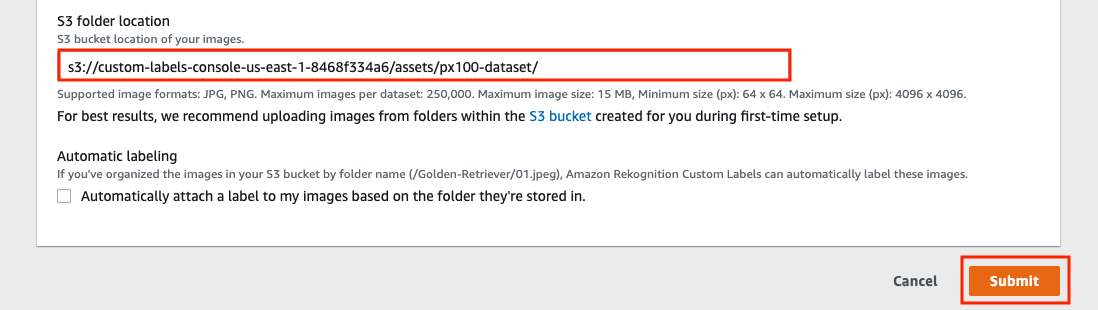 S3 folder location
S3 bucket location of your images.
s3://custom-labels-console-us-east-1-8468f334a6/assets/px100-dataset/
Supported image formats: JPG, PNG. Maximum images per dataset: 250,000. Maximum image size: 15 MB, Minimum size (px): 64 x 64. Maximum size (px): 4096 x 4096.
For best results, we recommend uploading images from folders within the S3 bucket created for you during first-time setup.
Automatic labeling
If you've organized the images in your S3 bucket by folder name (/Golden-Retriever/01.jpeg), Amazon Rekognition Custom Labels can automatically label these images.
Automatically attach a label to my images based on the folder they're stored in.
Cancel Submit